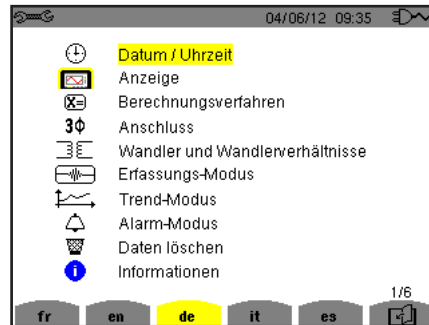 04/06/12 09:35
Datum / Uhrzeit
Anzeige
X= Berechnungsverfahren
3Φ Anschluss
Wandler und Wandlerverhältnisse
Erfassungs-Modus
Trend-Modus
Alarm-Modus
Daten löschen
i Informationen
1/6
fr en de it es